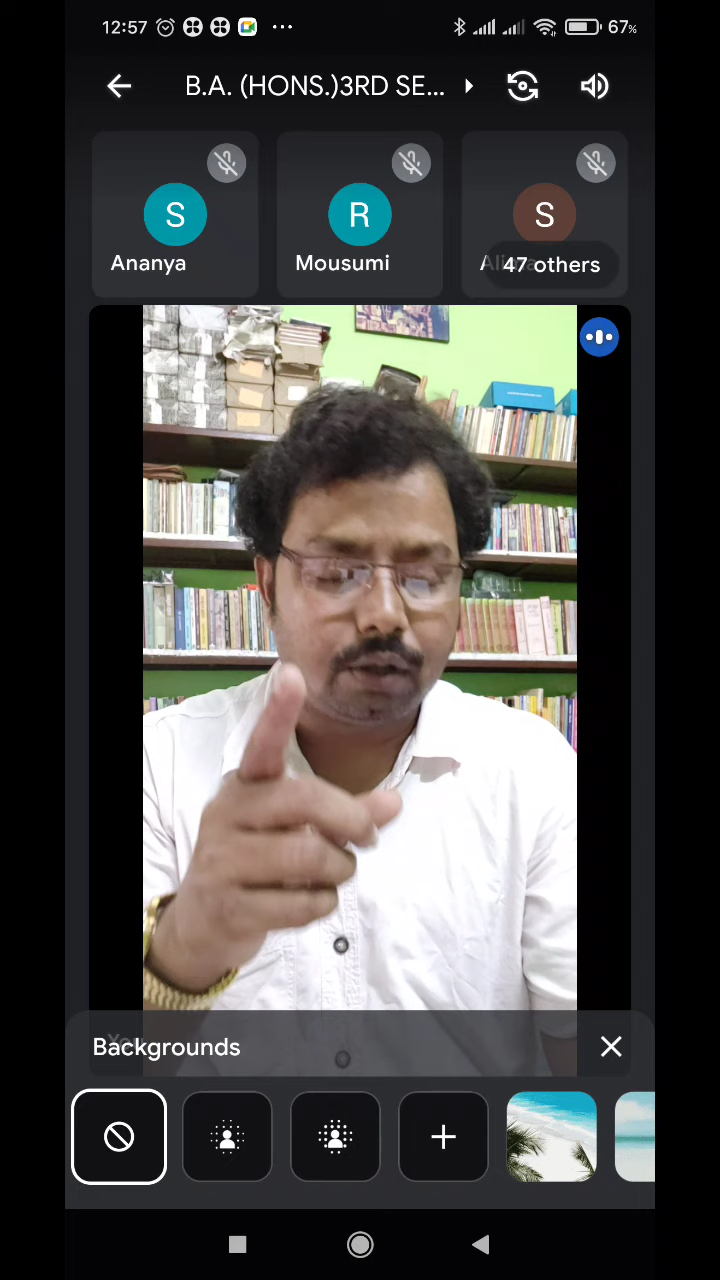 12:57 67%
B.A. (HONS.)3RD SE...
S R S
Ananya Mousumi 47 others
Backgrounds